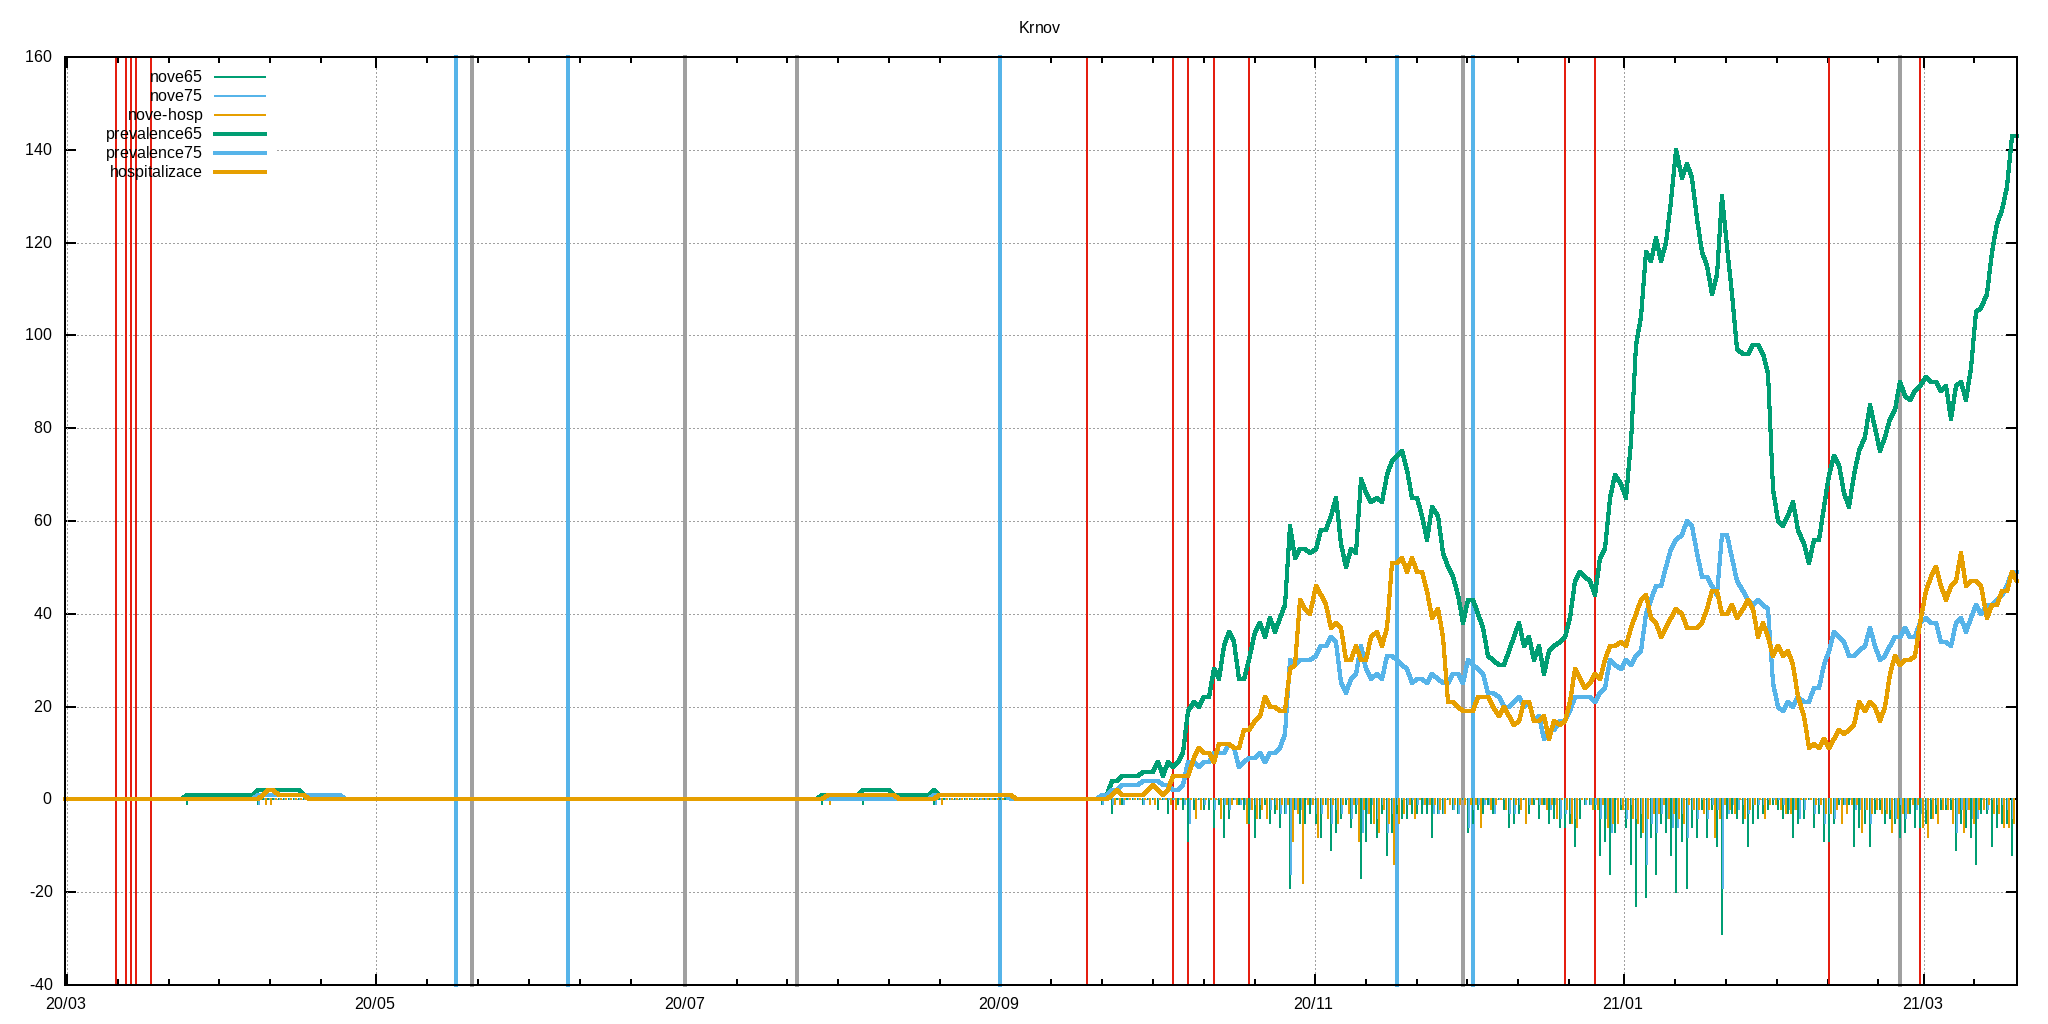 Krnov
160
140
120
100
80
60
40
20
0
-20
-40
nove65
nove75
nove-hosp
prevalence65
prevalence75
hospitalizace
20/03 20/05 20/07 20/09 20/11 21/01 21/03